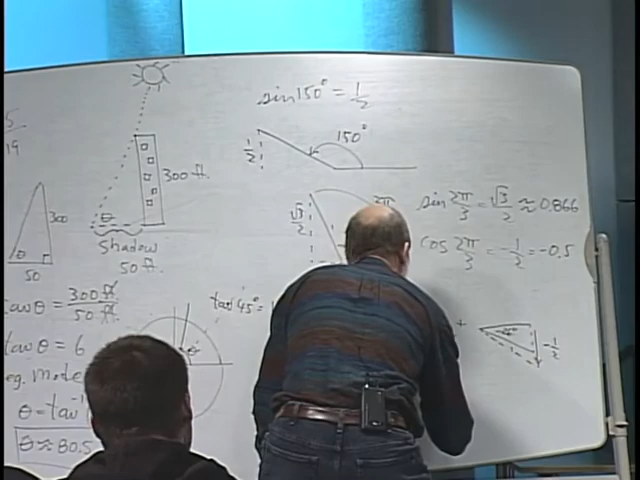 5/19
sin150° = 1/2
150°
1/2
300 ft.
θ
Shadow
50 ft.
300
θ
50
√3/2
sin 2π/3 = √3/2 ≈ 0.866
cos 2π/3 = -1/2 = -0.5
tan θ = 300 ft/50 ft
tan 45° =
tan θ = 6
-1/2
θ = tan⁻¹
θ ≈ 80.5